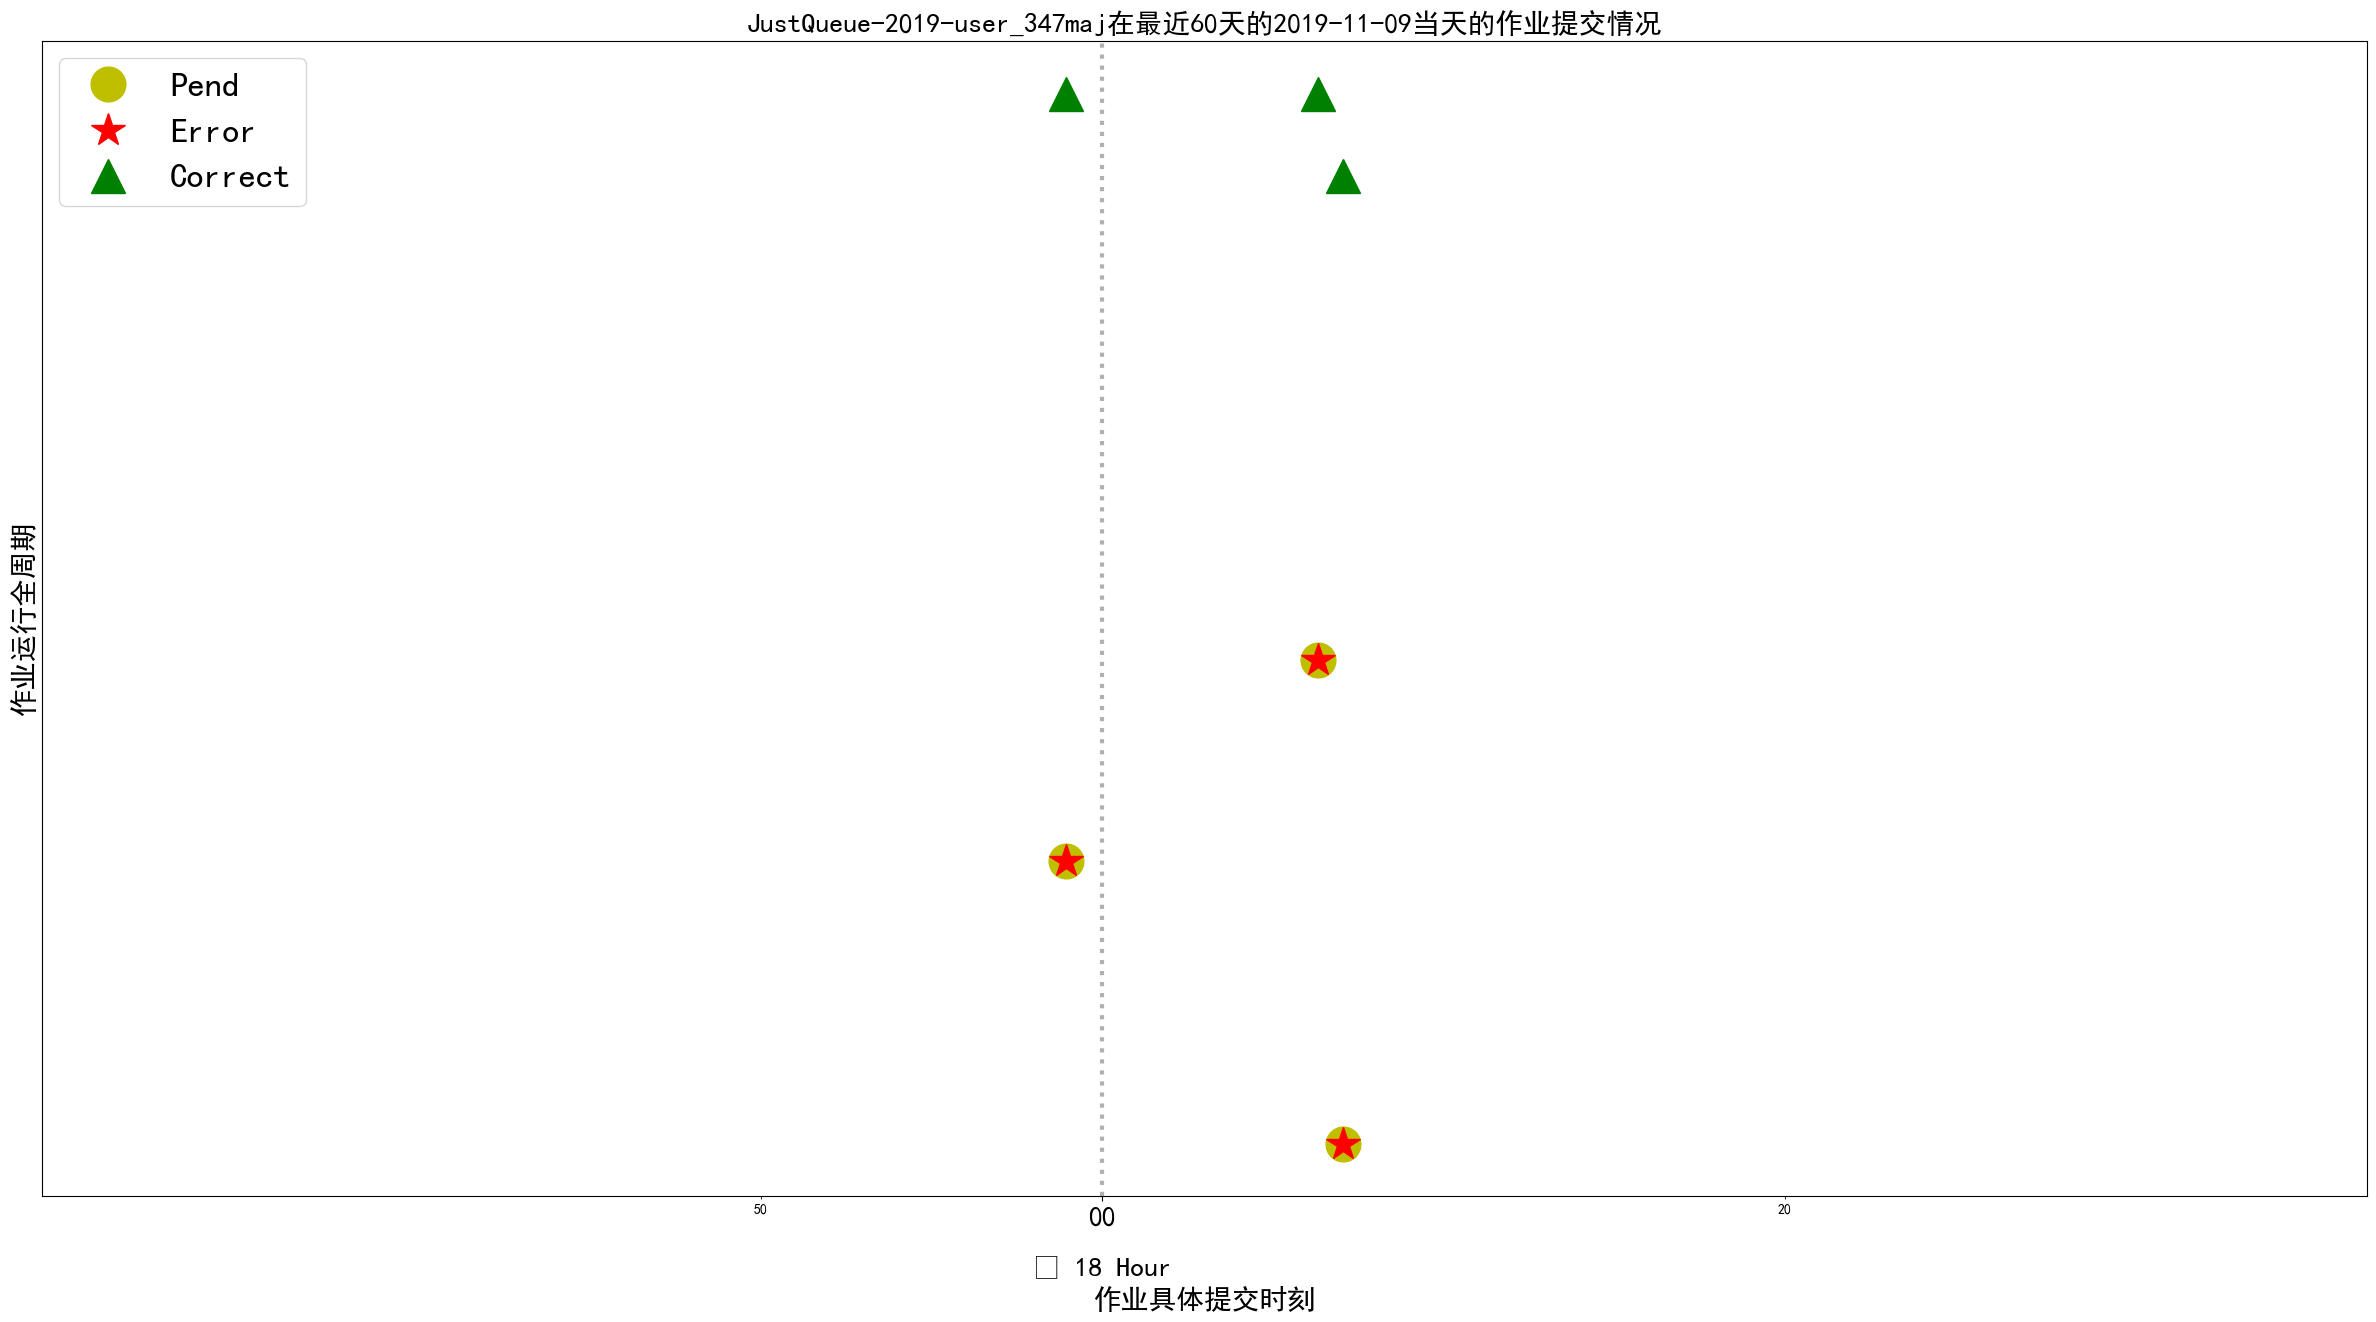 JustQueue-2019-user_347maj在最近60天的2019-11-09当天的作业提交情况
Pend
Error
Correct
作业运行全周期
50
00
20
□ 18 Hour
作业具体提交时刻